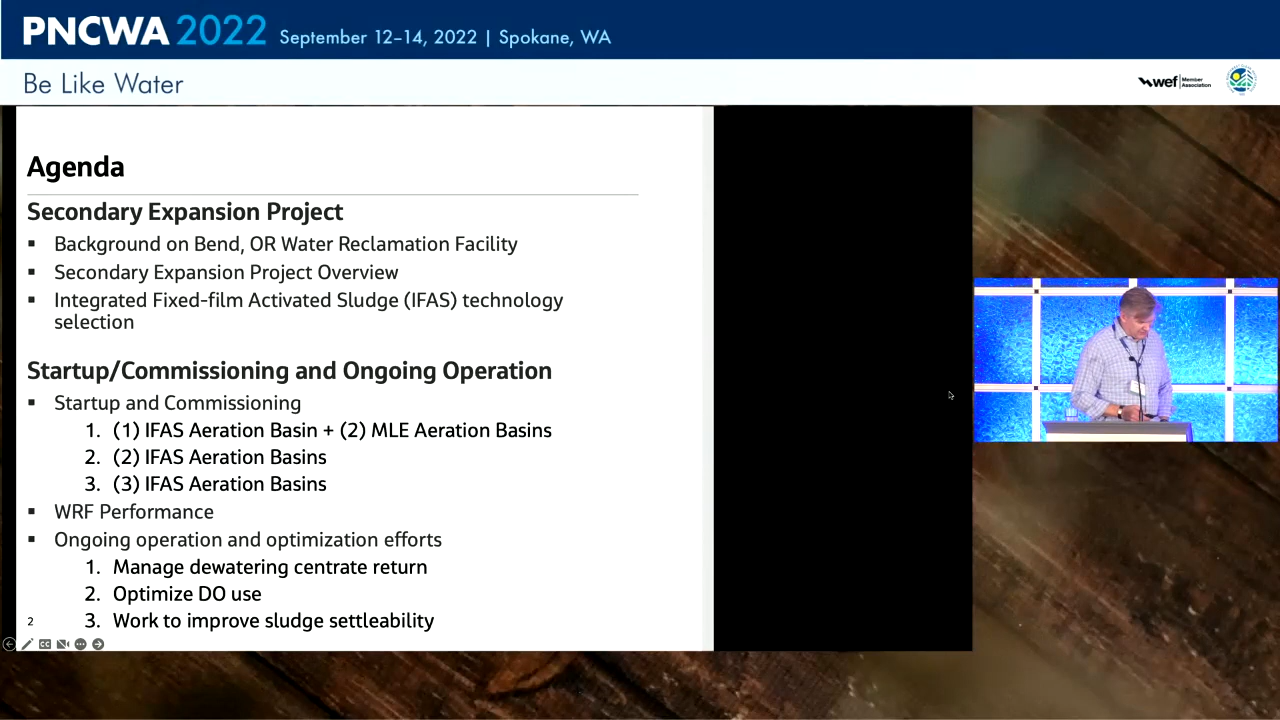 PNCWA 2022 September 12–14, 2022 | Spokane, WA
Be Like Water
wef Member Association
Agenda
Secondary Expansion Project
▪ Background on Bend, OR Water Reclamation Facility
▪ Secondary Expansion Project Overview
▪ Integrated Fixed-film Activated Sludge (IFAS) technology
selection
Startup/Commissioning and Ongoing Operation
▪ Startup and Commissioning
1. (1) IFAS Aeration Basin + (2) MLE Aeration Basins
2. (2) IFAS Aeration Basins
3. (3) IFAS Aeration Basins
▪ WRF Performance
▪ Ongoing operation and optimization efforts
1. Manage dewatering centrate return
2. Optimize DO use
3. Work to improve sludge settleability
2
CC